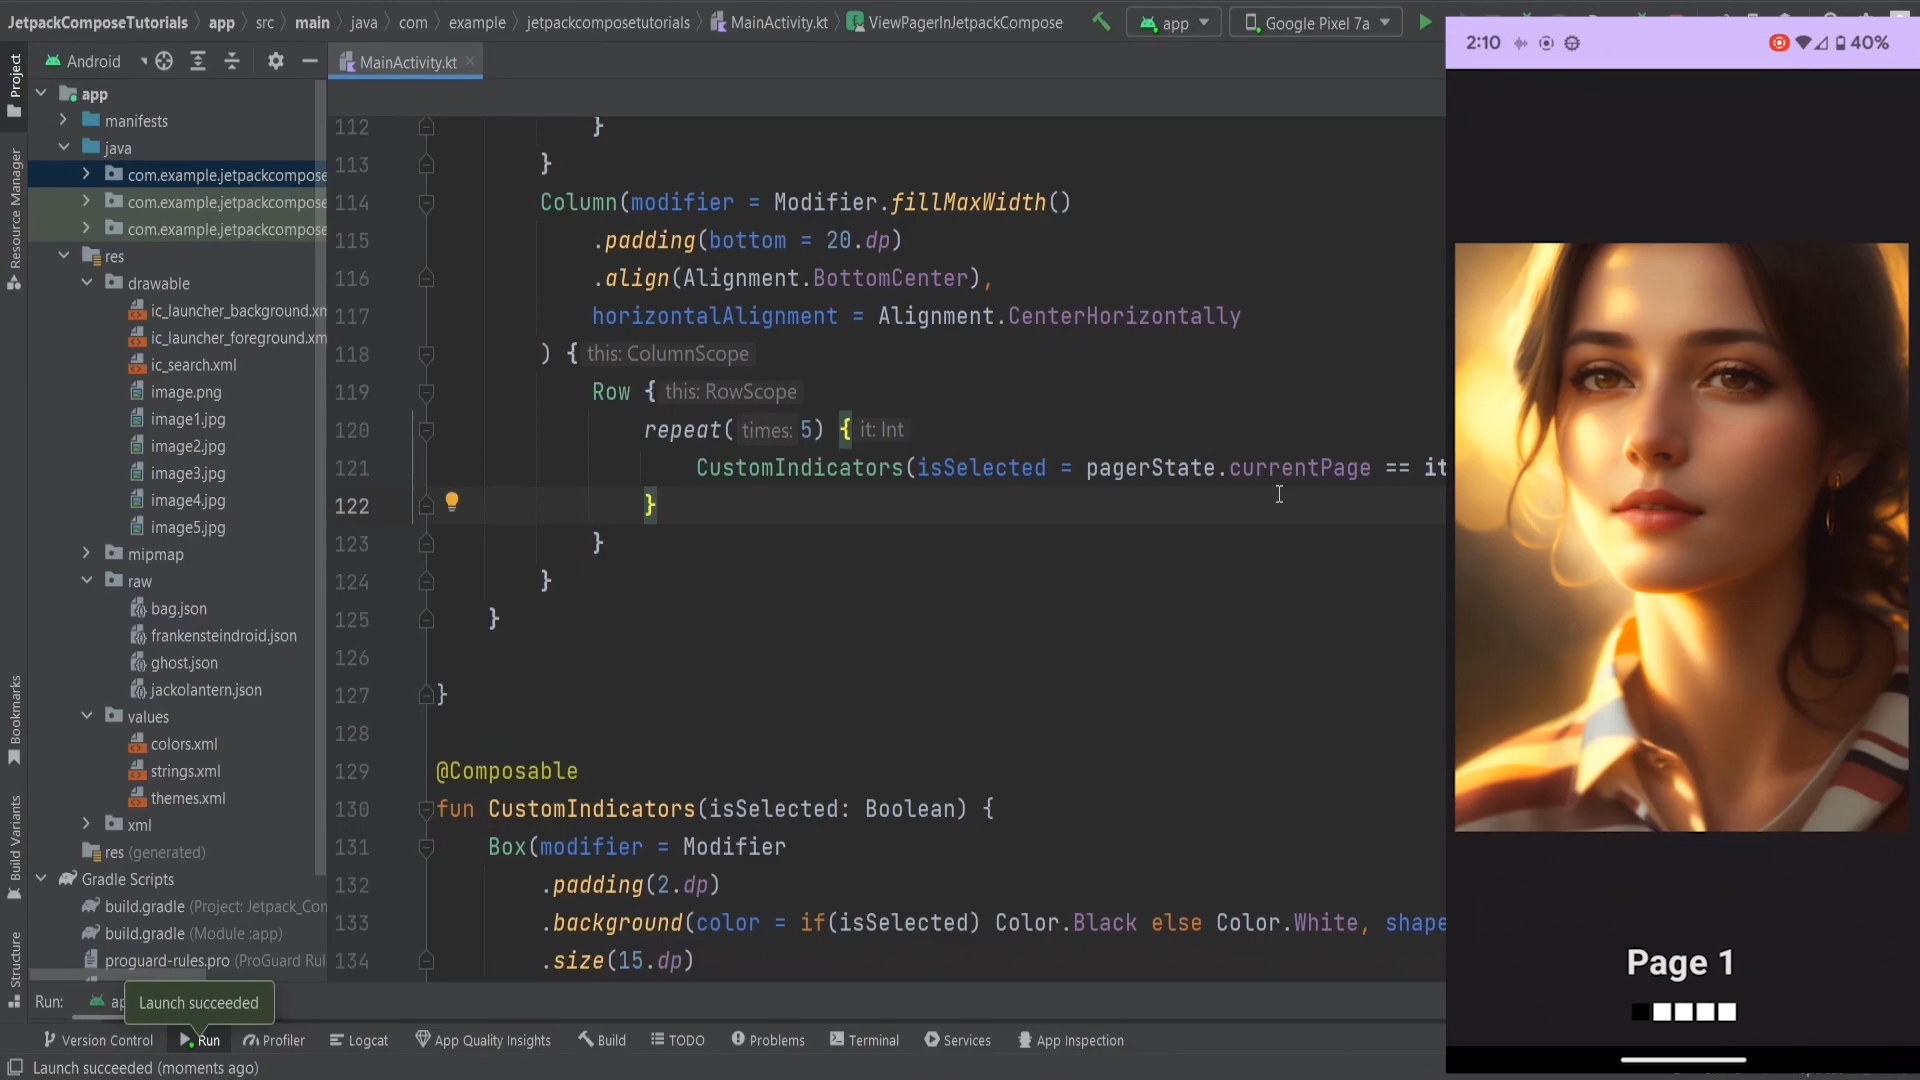 JetpackComposeTutorials app src main java com example jetpackcomposetutorials MainActivity.kt ViewPagerInJetpackCompose app Google Pixel 7a
Project
Resource Manager
Bookmarks
Build Variants
Structure
Android
app
manifests
java
com.example.jetpackcompose
com.example.jetpackcompose
com.example.jetpackcompose
res
drawable
ic_launcher_background.xm
ic_launcher_foreground.xm
ic_search.xml
image.png
image1.jpg
image2.jpg
image3.jpg
image4.jpg
image5.jpg
mipmap
raw
bag.json
frankensteindroid.json
ghost.json
jackolantern.json
values
colors.xml
strings.xml
themes.xml
xml
res (generated)
Gradle Scripts
build.gradle (Project: Jetpack_Con
build.gradle (Module :app)
proguard-rules.pro (ProGuard Rul
MainActivity.kt
112 }
113 }
114 Column(modifier = Modifier.fillMaxWidth()
115 .padding(bottom = 20.dp)
116 .align(Alignment.BottomCenter),
117 horizontalAlignment = Alignment.CenterHorizontally
118 ) { this: ColumnScope
119 Row { this: RowScope
120 repeat( times: 5) { it: Int
121 CustomIndicators(isSelected = pagerState.currentPage == it
122 }
123 }
124 }
125 }
126
127 }
128
129 @Composable
130 fun CustomIndicators(isSelected: Boolean) {
131 Box(modifier = Modifier
132 .padding(2.dp)
133 .background(color = if(isSelected) Color.Black else Color.White, shape
134 .size(15.dp)
2:10 40%
Page 1
Run: ap
Launch succeeded
Version Control Run Profiler Logcat App Quality Insights Build TODO Problems Terminal Services App Inspection
Launch succeeded (moments ago)